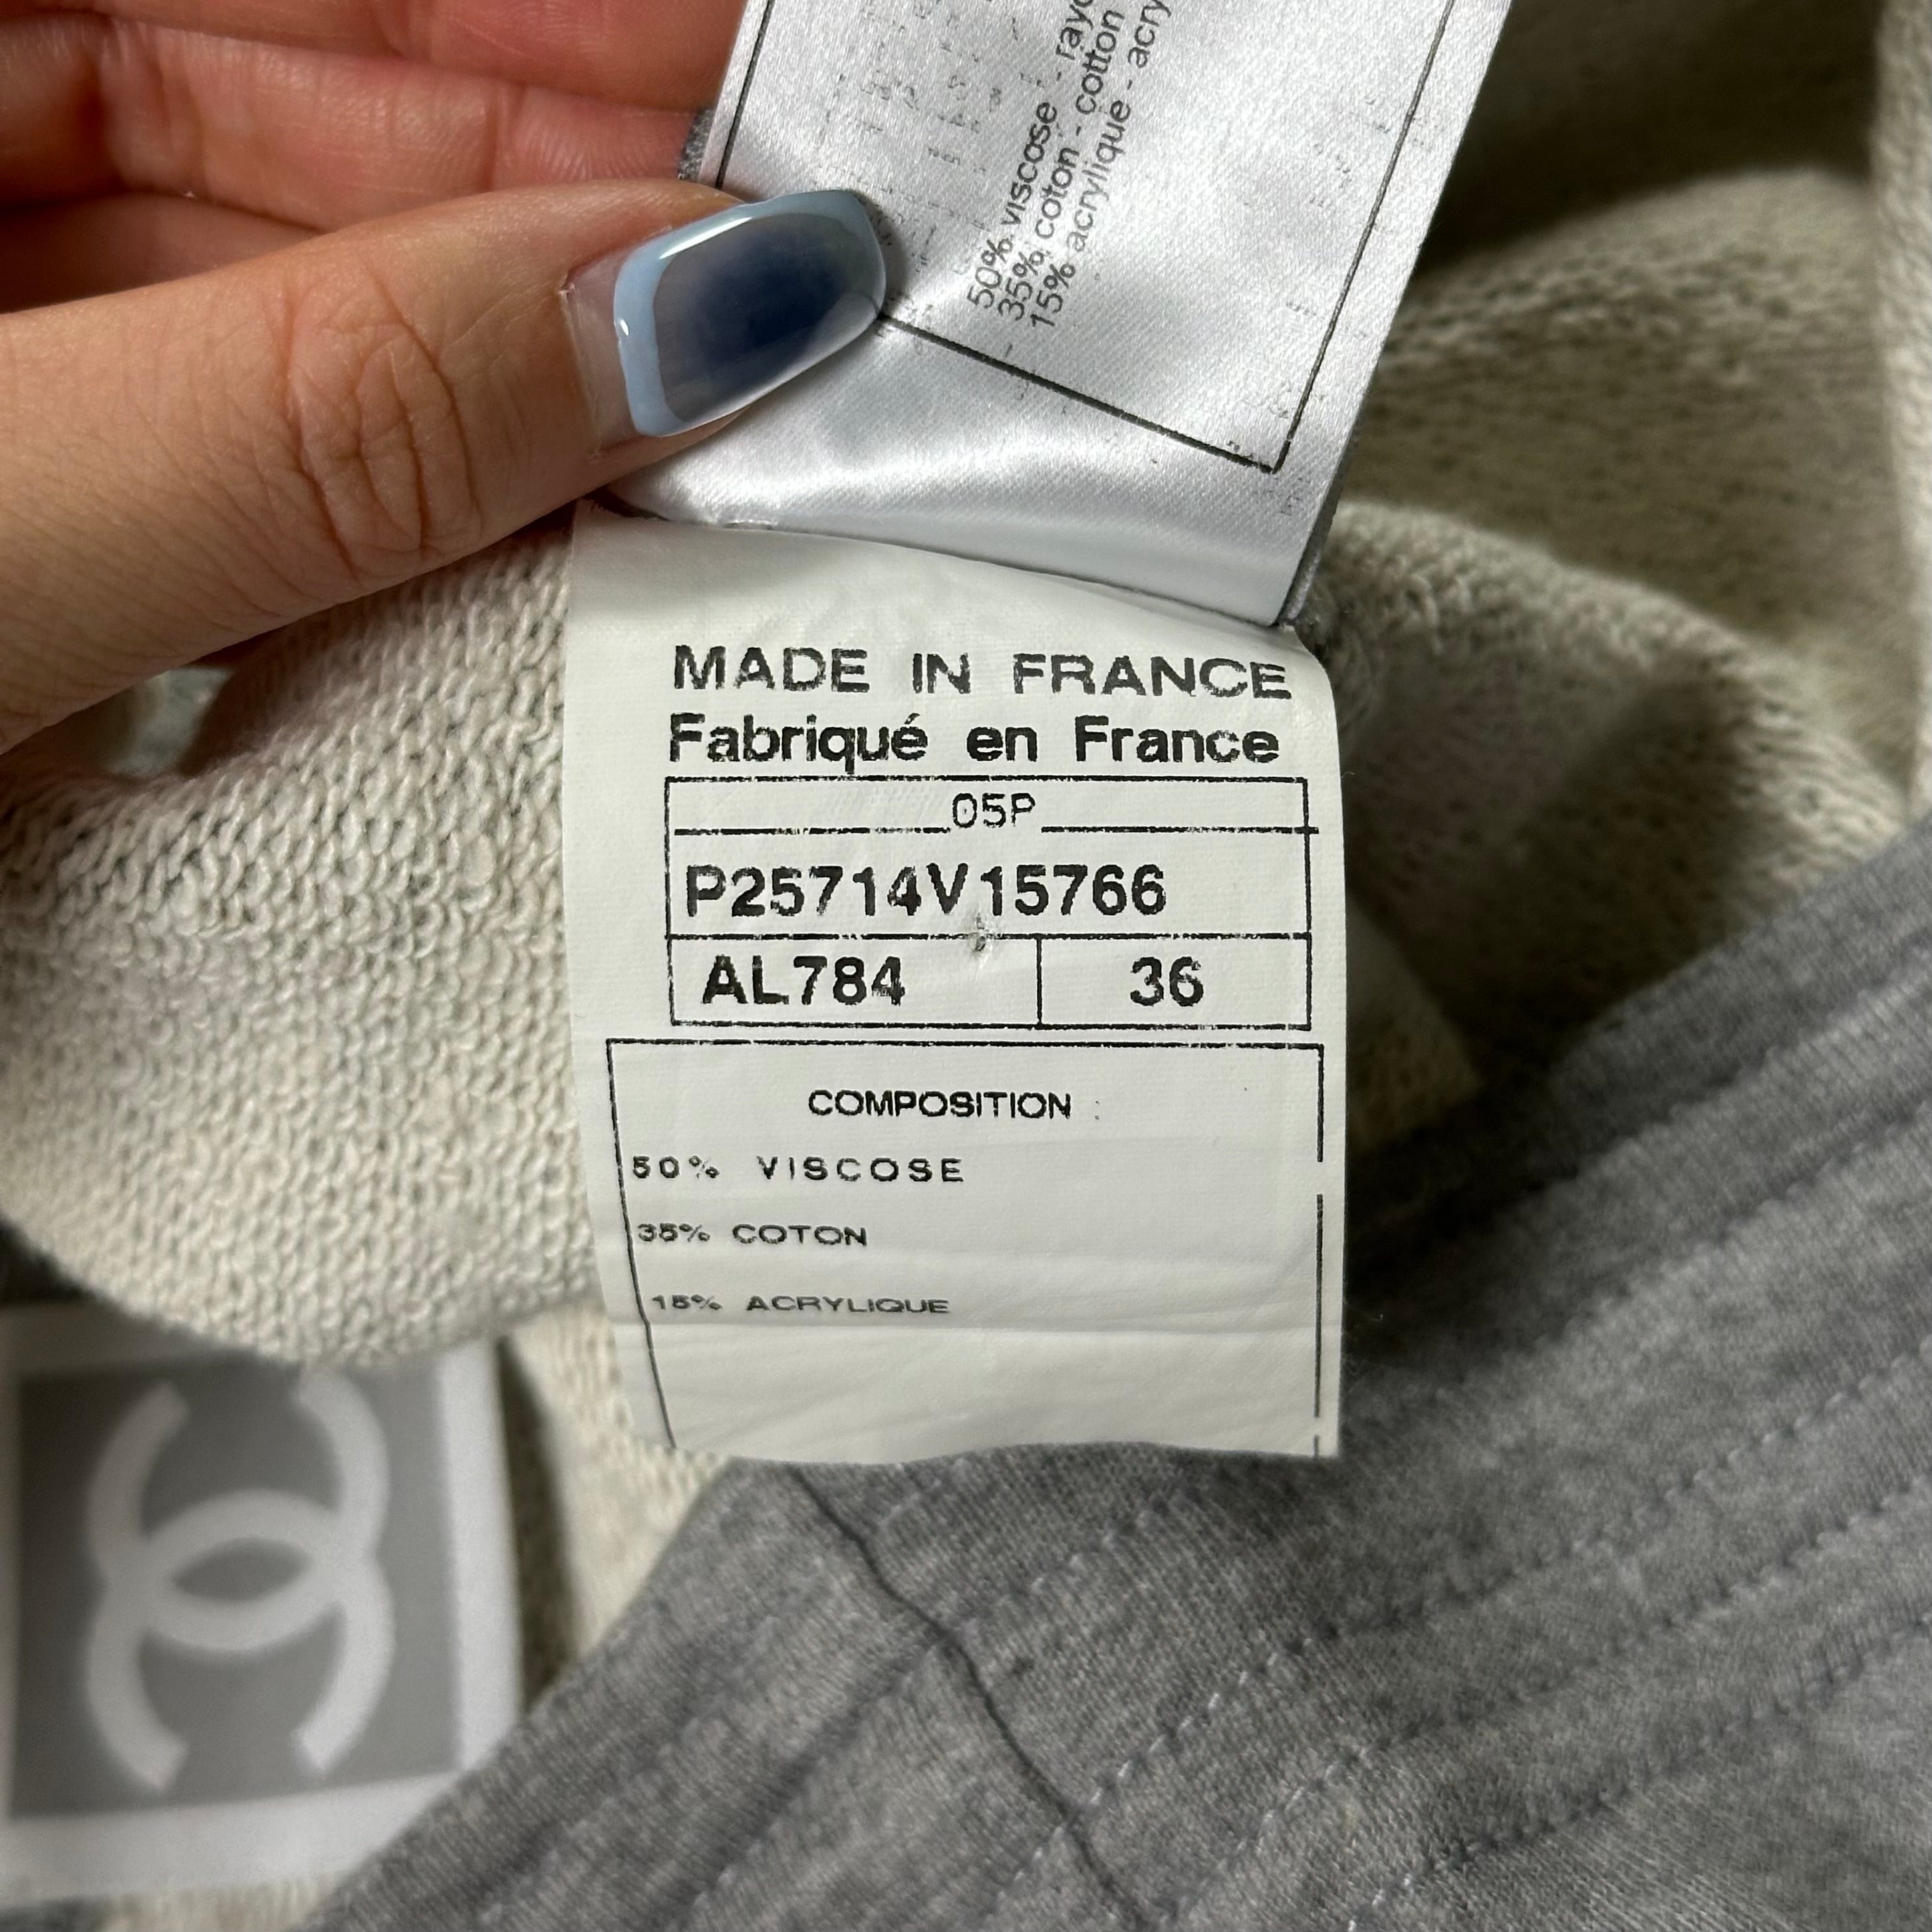 50% viscose -
35% coton - cotton
15% acrylique -
MADE IN FRANCE
Fabriqué en France
05P
P25714V15766
AL784 36
COMPOSITION :
50% VISCOSE
35% COTON
15% ACRYLIQUE